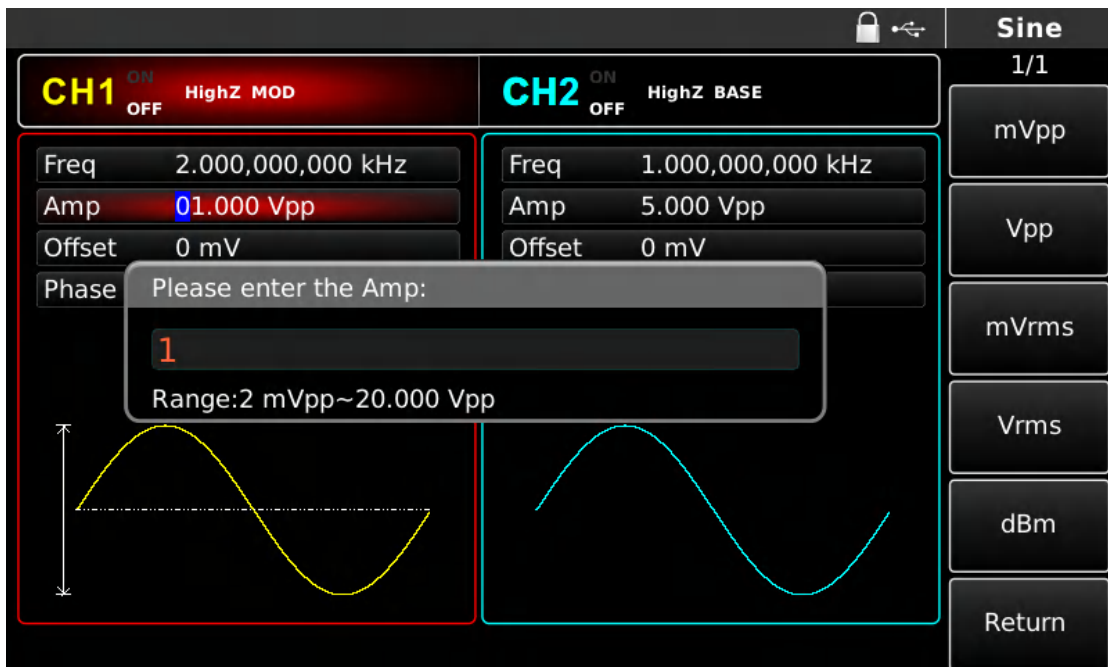 Sine
1/1
CH1 ON OFF HighZ MOD
CH2 ON OFF HighZ BASE
Freq 2.000,000,000 kHz
Amp 01.000 Vpp
Offset 0 mV
Phase
Freq 1.000,000,000 kHz
Amp 5.000 Vpp
Offset 0 mV
Please enter the Amp:
1
Range:2 mVpp~20.000 Vpp
mVpp
Vpp
mVrms
Vrms
dBm
Return